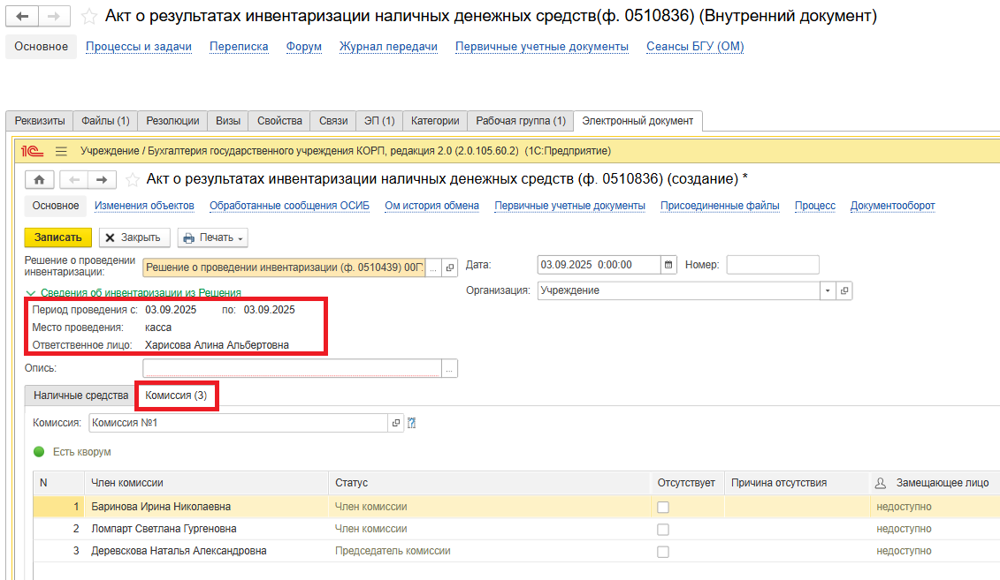 Акт о результатах инвентаризации наличных денежных средств(ф. 0510836) (Внутренний документ)
Основное Процессы и задачи Переписка Форум Журнал передачи Первичные учетные документы Сеансы БГУ (ОМ)
Реквизиты Файлы (1) Резолюции Визы Свойства Связи ЭП (1) Категории Рабочая группа (1) Электронный документ
1С Учреждение / Бухгалтерия государственного учреждения КОРП, редакция 2.0 (2.0.105.60.2) (1С:Предприятие)
Акт о результатах инвентаризации наличных денежных средств (ф. 0510836) (создание) *
Основное Изменения объектов Обработанные сообщения ОСИБ Ом история обмена Первичные учетные документы Присоединенные файлы Процесс Документооборот
Записать Закрыть Печать
Решение о проведении инвентаризации: Решение о проведении инвентаризации (ф. 0510439) 00Г ... Дата: 03.09.2025 0:00:00 Номер:
Организация: Учреждение
Сведения об инвентаризации из Решения
Период проведения с: 03.09.2025 по: 03.09.2025
Место проведения: касса
Ответственное лицо: Харисова Алина Альбертовна
Опись: ...
Наличные средства Комиссия (3)
Комиссия: Комиссия №1
Есть кворум
N Член комиссии Статус Отсутствует Причина отсутствия Замещающее лицо
1 Баринова Ирина Николаевна Член комиссии недоступно
2 Ломпарт Светлана Гургеновна Член комиссии недоступно
3 Деревскова Наталья Александровна Председатель комиссии недоступно